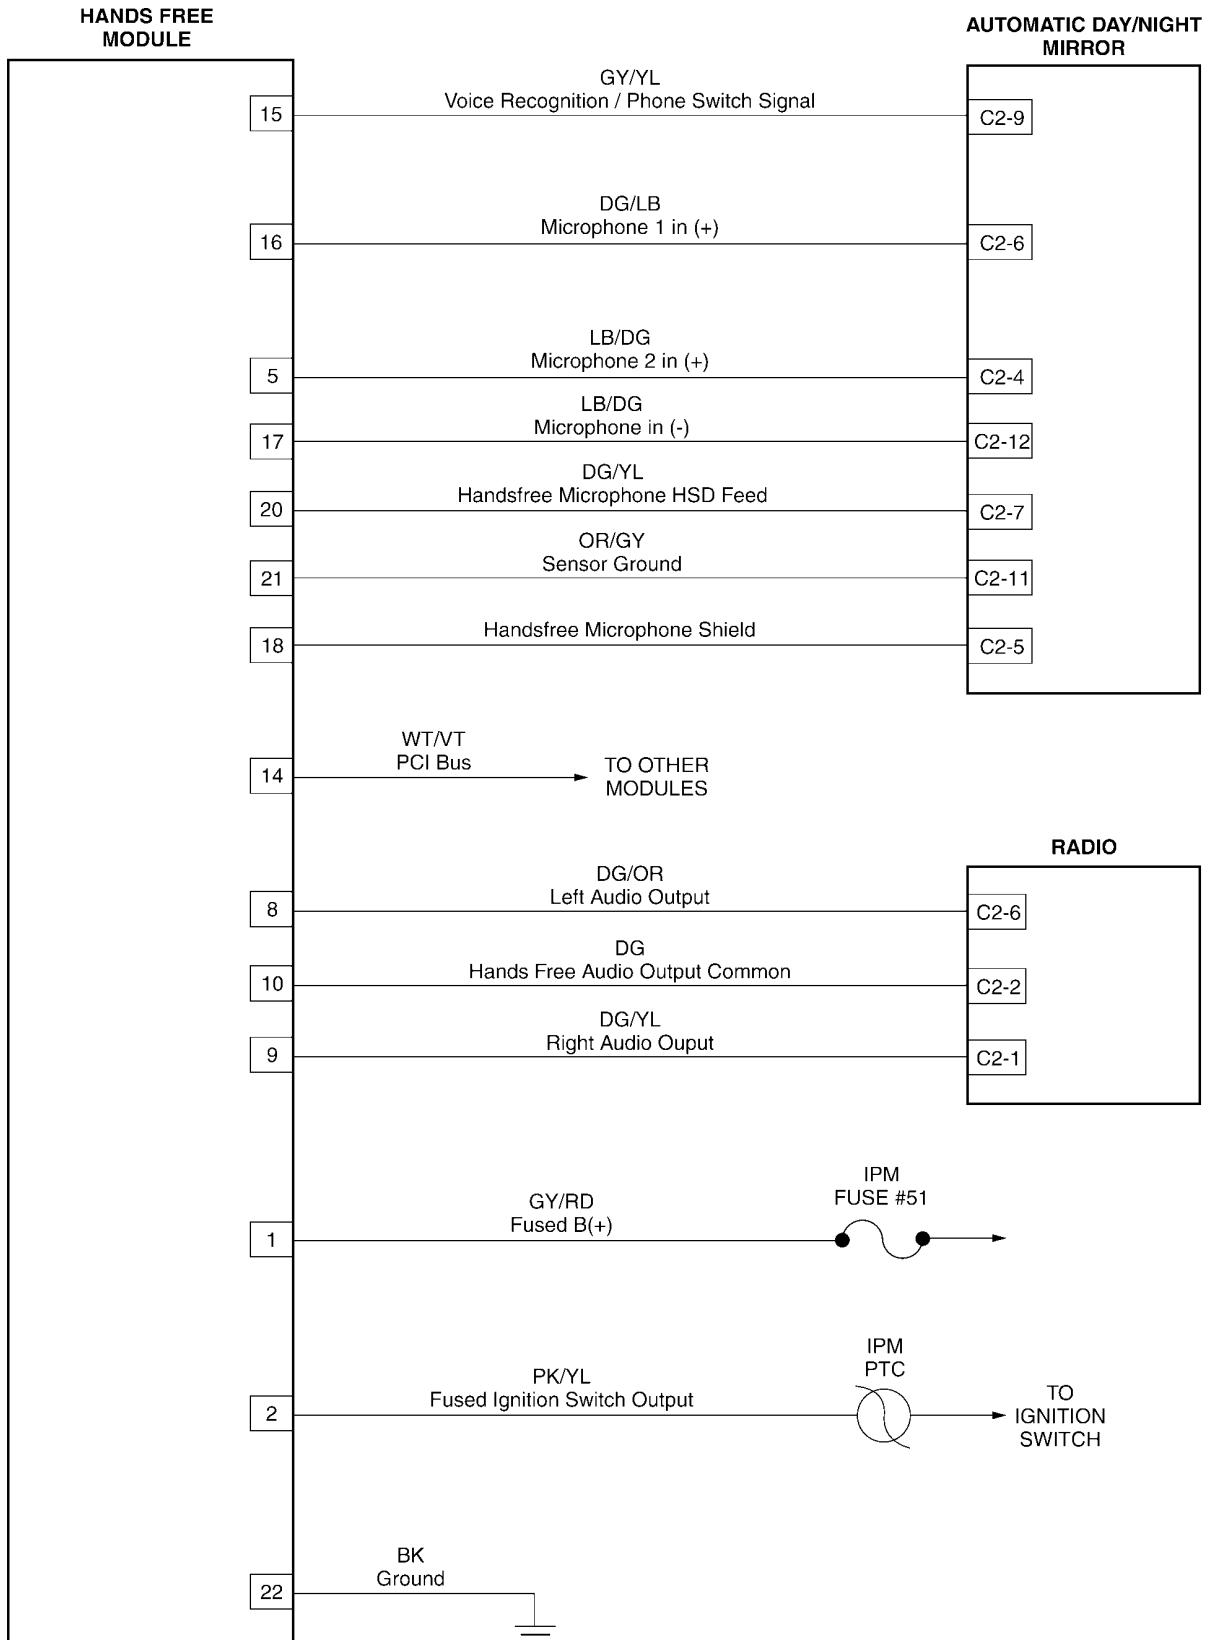 HANDS FREE
MODULE
AUTOMATIC DAY/NIGHT
MIRROR
GY/YL
Voice Recognition / Phone Switch Signal
15
C2-9
DG/LB
Microphone 1 in (+)
16
C2-6
LB/DG
Microphone 2 in (+)
5
C2-4
LB/DG
Microphone in (-)
17
C2-12
DG/YL
Handsfree Microphone HSD Feed
20
C2-7
OR/GY
Sensor Ground
21
C2-11
Handsfree Microphone Shield
18
C2-5
WT/VT
PCI Bus
14
TO OTHER
MODULES
RADIO
DG/OR
Left Audio Output
8
C2-6
DG
Hands Free Audio Output Common
10
C2-2
DG/YL
Right Audio Ouput
9
C2-1
IPM
FUSE #51
GY/RD
Fused B(+)
1
IPM
PTC
PK/YL
Fused Ignition Switch Output
2
TO
IGNITION
SWITCH
BK
Ground
22